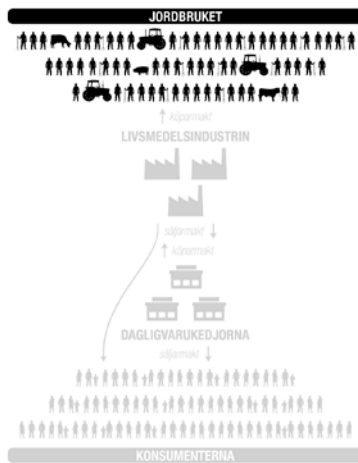 JORDBRUKET
köparmakt
LIVSMEDELSINDUSTRIN
säljarmakt
köparmakt
DAGLIGVARUKEDJORNA
säljarmakt
KONSUMENTERNA